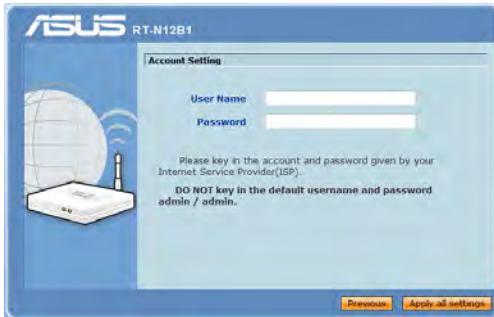 ASUS RT-N12B1
Account Setting
User Name
Password
Please key in the account and password given by your
Internet Service Provider(ISP).
DO NOT key in the default username and password
admin / admin.
Previous Apply all settings